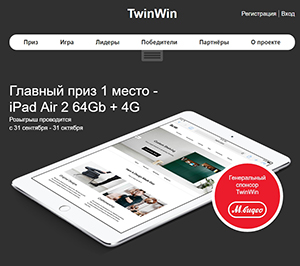 TwinWin
Регистрация | Вход
Приз Игра Лидеры Победители Партнёры О проекте
Главный приз 1 место -
iPad Air 2 64Gb + 4G
Розыгрыш проводится
с 31 сентября - 31 октября
Генеральный
спонсор
TwinWin
М.видео